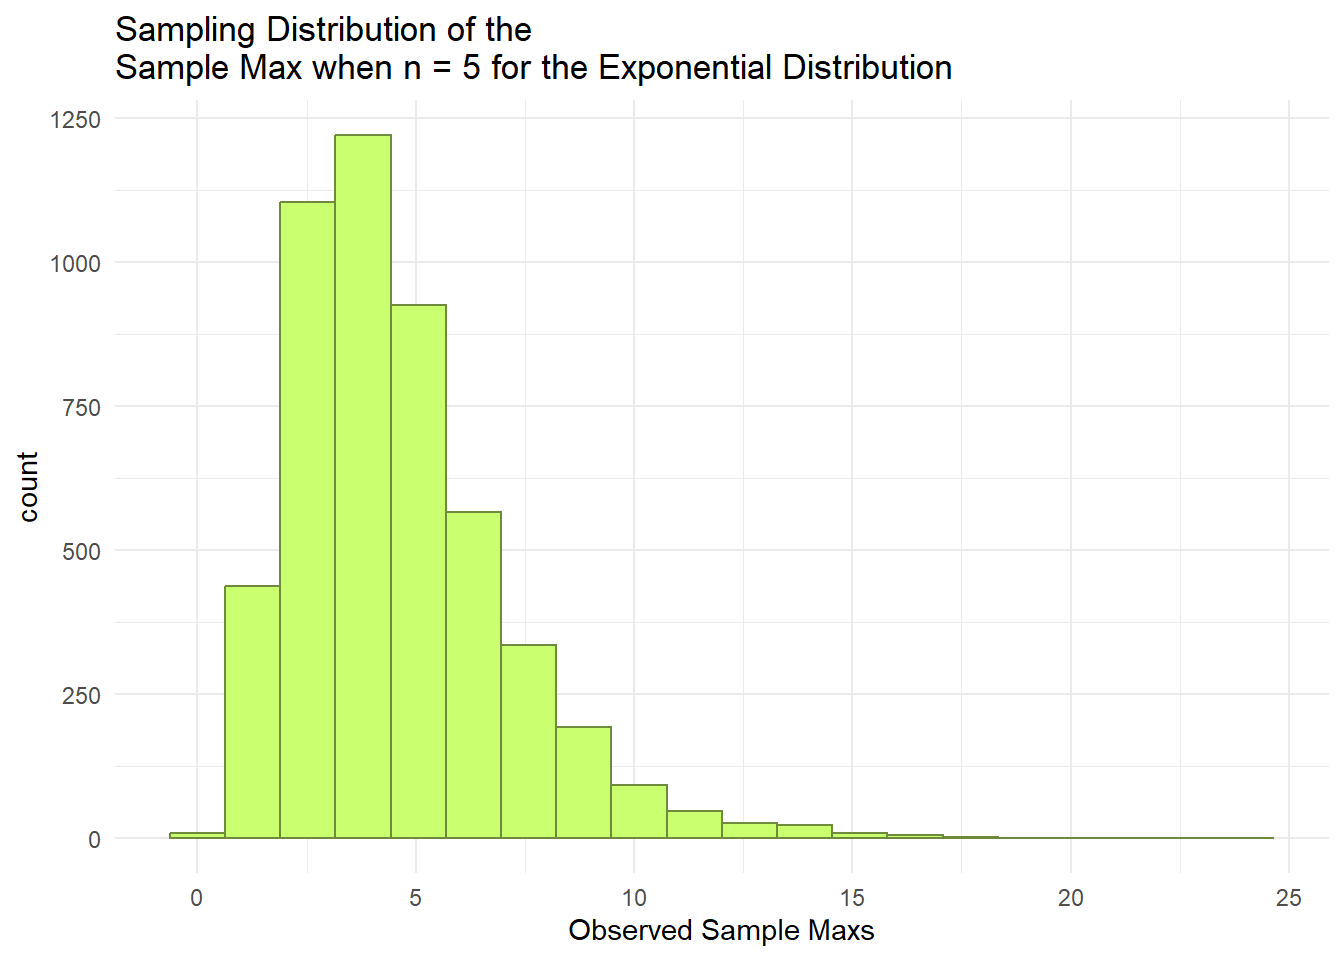 Sampling Distribution of the
Sample Max when n = 5 for the Exponential Distribution
1250
1000
750
500
250
0
count
0 5 10 15 20 25
Observed Sample Maxs